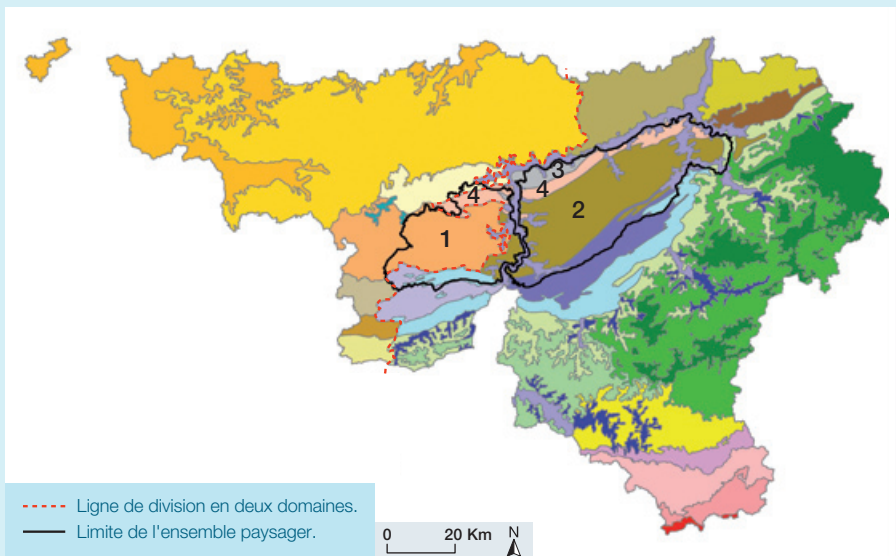 3
4
4
2
1
Ligne de division en deux domaines.
Limite de l'ensemble paysager.
0 20 Km N